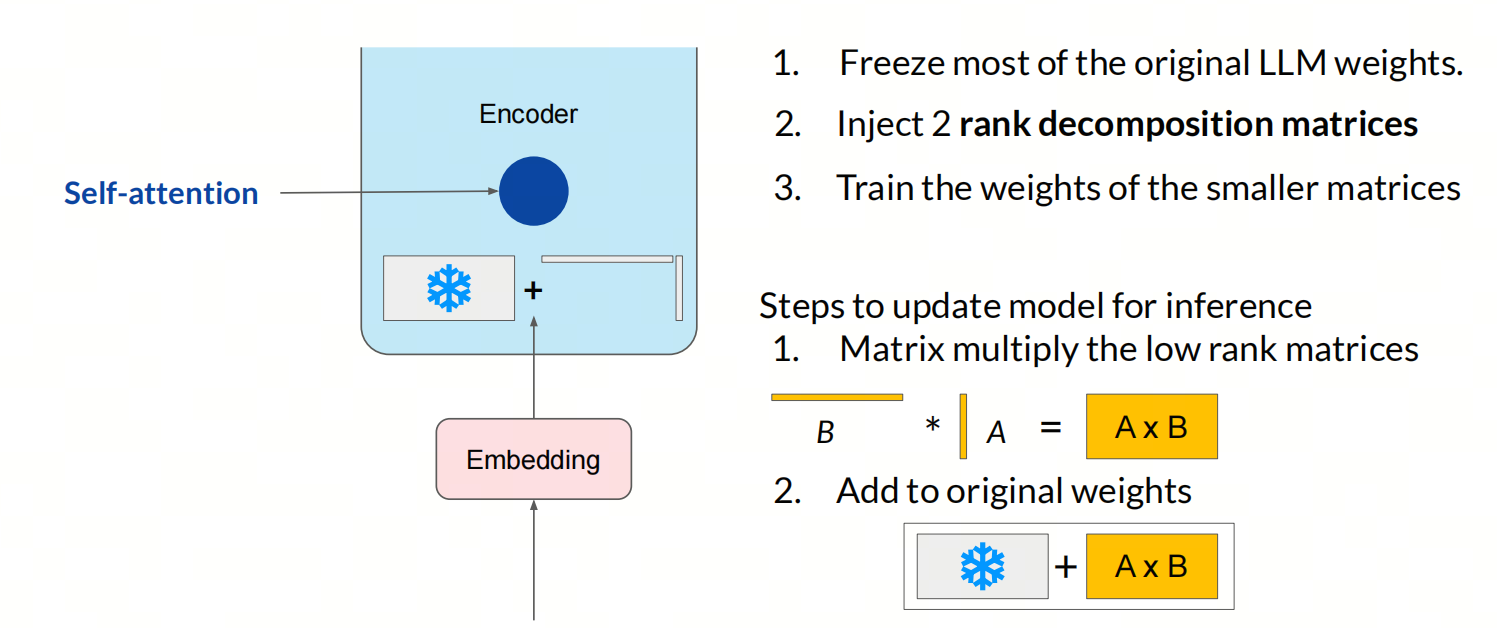 Encoder
Self-attention
+
Embedding
1. Freeze most of the original LLM weights.
2. Inject 2 rank decomposition matrices
3. Train the weights of the smaller matrices
Steps to update model for inference
1. Matrix multiply the low rank matrices
B * A = A x B
2. Add to original weights
+ A x B